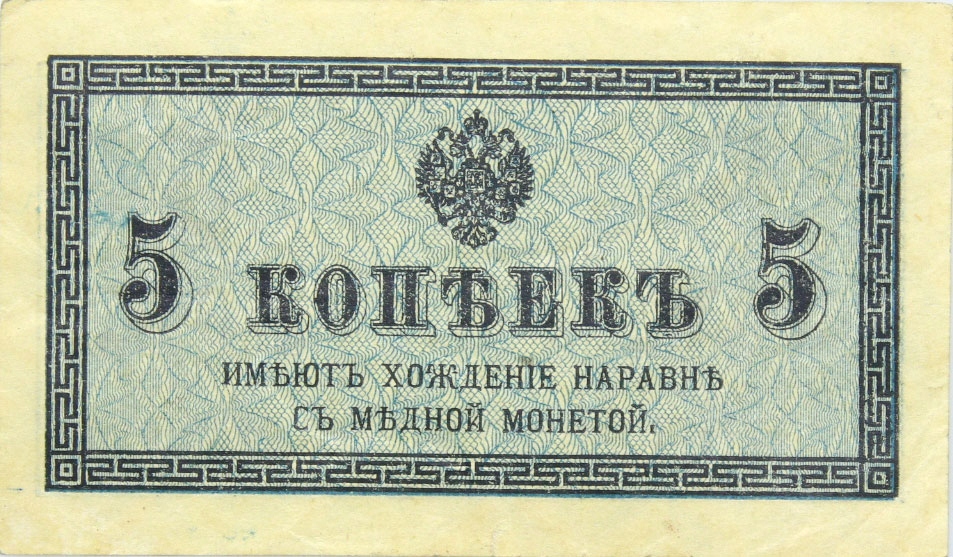 5 КОПѢЕКЪ 5
ИМѢЮТЪ ХОЖДЕНІЕ НАРАВНѢ
СЪ МѢДНОЙ МОНЕТОЙ.